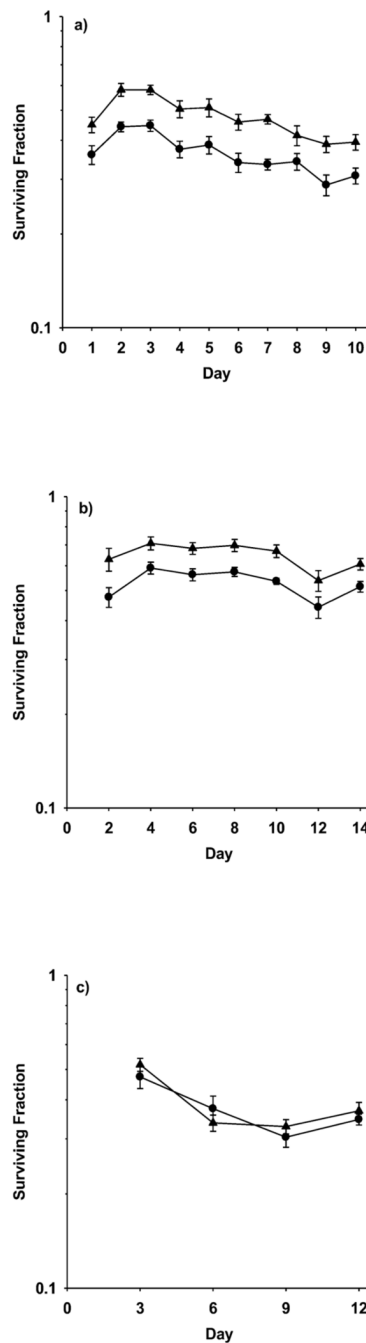 1
a)
Surviving Fraction
0.1
0 1 2 3 4 5 6 7 8 9 10
Day
1
b)
Surviving Fraction
0.1
0 2 4 6 8 10 12 14
Day
1
c)
Surviving Fraction
0.1
0 3 6 9 12
Day